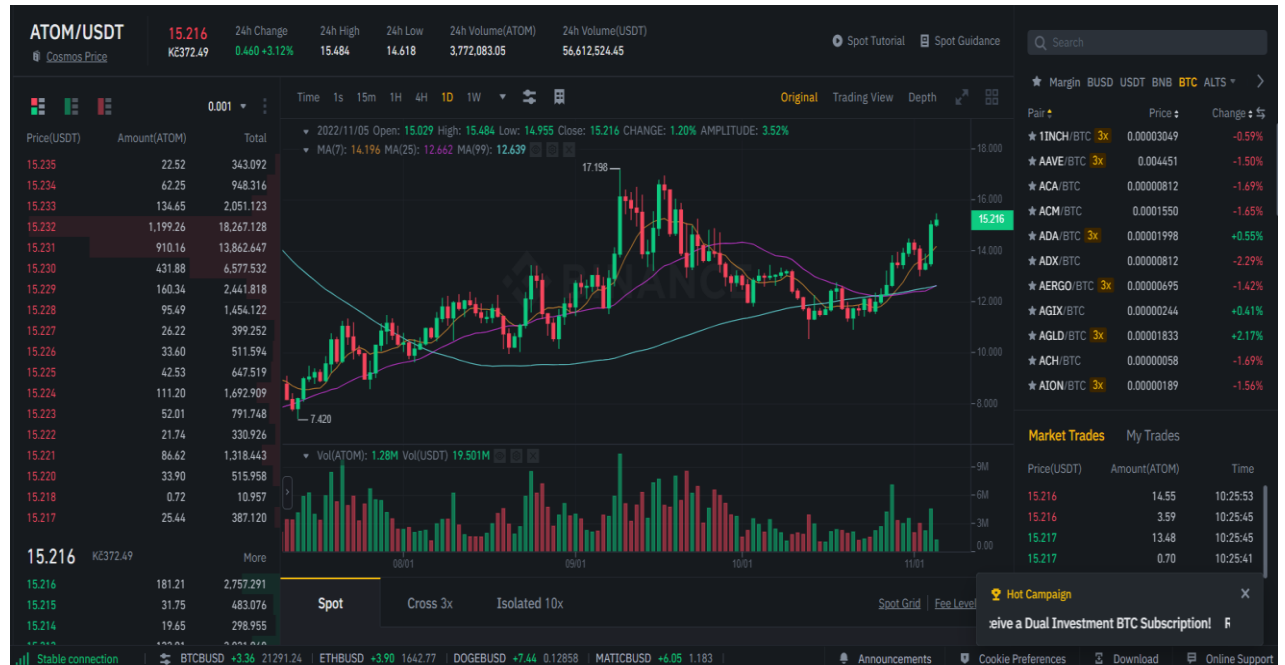 ATOM/USDT
Cosmos Price
15.216
Kč372.49
24h Change
0.460 +3.12%
24h High
15.484
24h Low
14.618
24h Volume(ATOM)
3,772,083.05
24h Volume(USDT)
56,612,524.45
Spot Tutorial Spot Guidance
0.001
Price(USDT) Amount(ATOM) Total
15.235 22.52 343.092
15.234 62.25 948.316
15.233 134.65 2,051.123
15.232 1,199.26 18,267.128
15.231 910.16 13,862.647
15.230 431.88 6,577.532
15.229 160.34 2,441.818
15.228 95.49 1,454.122
15.227 26.22 399.252
15.226 33.60 511.594
15.225 42.53 647.519
15.224 111.20 1,692.909
15.223 52.01 791.748
15.222 21.74 330.926
15.221 86.62 1,318.443
15.220 33.90 515.958
15.218 0.72 10.957
15.217 25.44 387.120
15.216 Kč372.49 More
15.216 181.21 2,757.291
15.215 31.75 483.076
15.214 19.65 298.955
Time 1s 15m 1H 4H 1D 1W
Original Trading View Depth
2022/11/05 Open: 15.029 High: 15.484 Low: 14.955 Close: 15.216 CHANGE: 1.20% AMPLITUDE: 3.52%
MA(7): 14.196 MA(25): 12.662 MA(99): 12.639
17.198
7.420
BINANCE
18.000
16.000
15.216
14.000
12.000
10.000
8.000
Vol(ATOM): 1.28M Vol(USDT) 19.501M
9M
6M
3M
0.00
08/01 09/01 10/01 11/01
Spot Cross 3x Isolated 10x
Spot Grid Fee Level
Search
Margin BUSD USDT BNB BTC ALTS
Pair Price Change
1INCH/BTC 3x 0.00003049 -0.59%
AAVE/BTC 3x 0.004451 -1.50%
ACA/BTC 0.00000812 -1.69%
ACM/BTC 0.0001550 -1.65%
ADA/BTC 3x 0.00001998 +0.55%
ADX/BTC 0.00000812 -2.29%
AERGO/BTC 3x 0.00000695 -1.42%
AGIX/BTC 0.00000244 +0.41%
AGLD/BTC 3x 0.00001833 +2.17%
ACH/BTC 0.00000058 -1.69%
AION/BTC 3x 0.00000189 -1.56%
Market Trades My Trades
Price(USDT) Amount(ATOM) Time
15.216 14.55 10:25:53
15.216 3.59 10:25:45
15.217 13.48 10:25:45
15.217 0.70 10:25:41
Hot Campaign
eive a Dual Investment BTC Subscription!
Stable connection BTCBUSD +3.36 21291.24 ETHBUSD +3.90 1642.77 DOGEBUSD +7.44 0.12858 MATICBUSD +6.05 1.183
Announcements Cookie Preferences Download Online Support